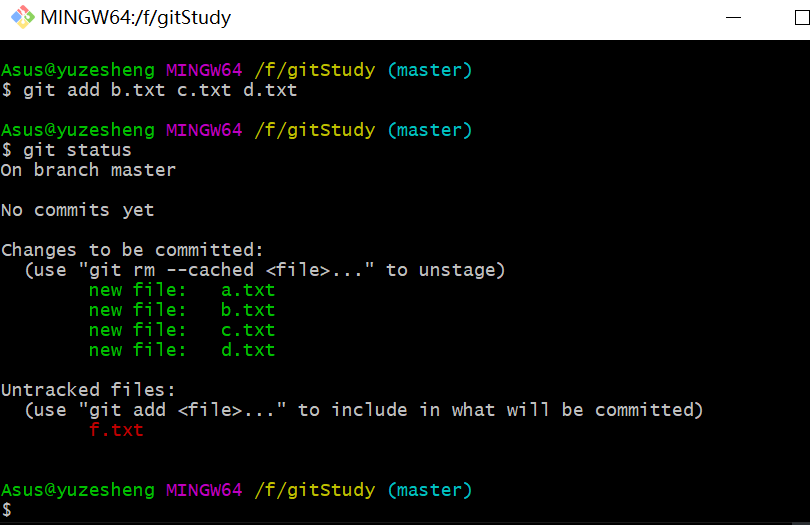 MINGW64:/f/gitStudy
Asus@yuzesheng MINGW64 /f/gitStudy (master)
$ git add b.txt c.txt d.txt
Asus@yuzesheng MINGW64 /f/gitStudy (master)
$ git status
On branch master
No commits yet
Changes to be committed:
  (use "git rm --cached <file>..." to unstage)
        new file:   a.txt
        new file:   b.txt
        new file:   c.txt
        new file:   d.txt
Untracked files:
  (use "git add <file>..." to include in what will be committed)
        f.txt
Asus@yuzesheng MINGW64 /f/gitStudy (master)
$